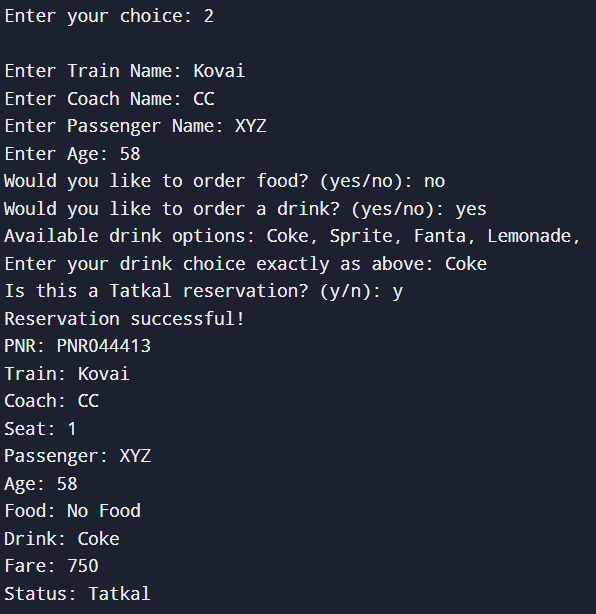 Enter your choice: 2
Enter Train Name: Kovai
Enter Coach Name: CC
Enter Passenger Name: XYZ
Enter Age: 58
Would you like to order food? (yes/no): no
Would you like to order a drink? (yes/no): yes
Available drink options: Coke, Sprite, Fanta, Lemonade,
Enter your drink choice exactly as above: Coke
Is this a Tatkal reservation? (y/n): y
Reservation successful!
PNR: PNR044413
Train: Kovai
Coach: CC
Seat: 1
Passenger: XYZ
Age: 58
Food: No Food
Drink: Coke
Fare: 750
Status: Tatkal